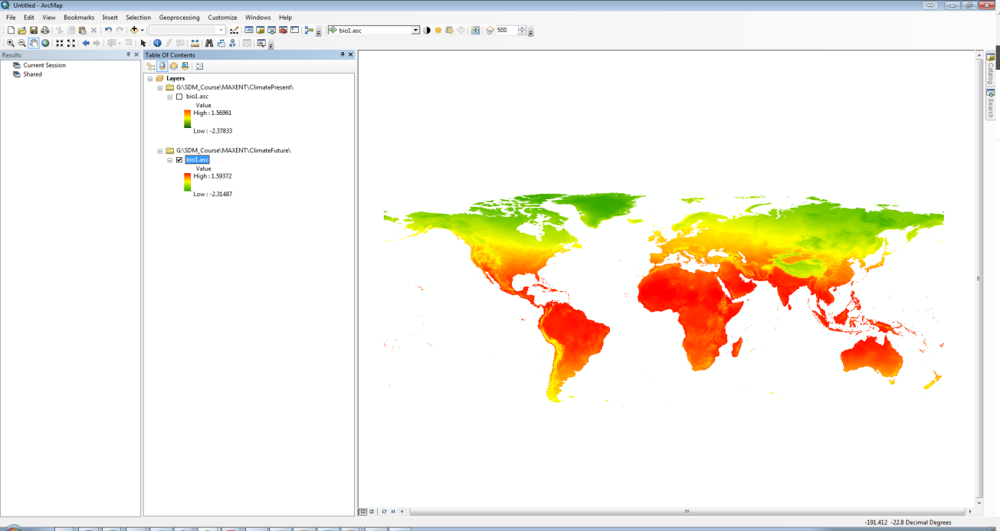 Untitled - ArcMap
File Edit View Bookmarks Insert Selection Geoprocessing Customize Windows Help
bio1.asc
500
Results
Current Session
Shared
Table Of Contents
Layers
G:\SDM_Course\MAXENT\ClimatePresent\
bio1.asc
Value
High : 1.56961
Low : -2.37833
G:\SDM_Course\MAXENT\ClimateFuture\
bio1.asc
Value
High : 1.59372
Low : -2.31487
Catalog
Search
-191.412 -22.8 Decimal Degrees